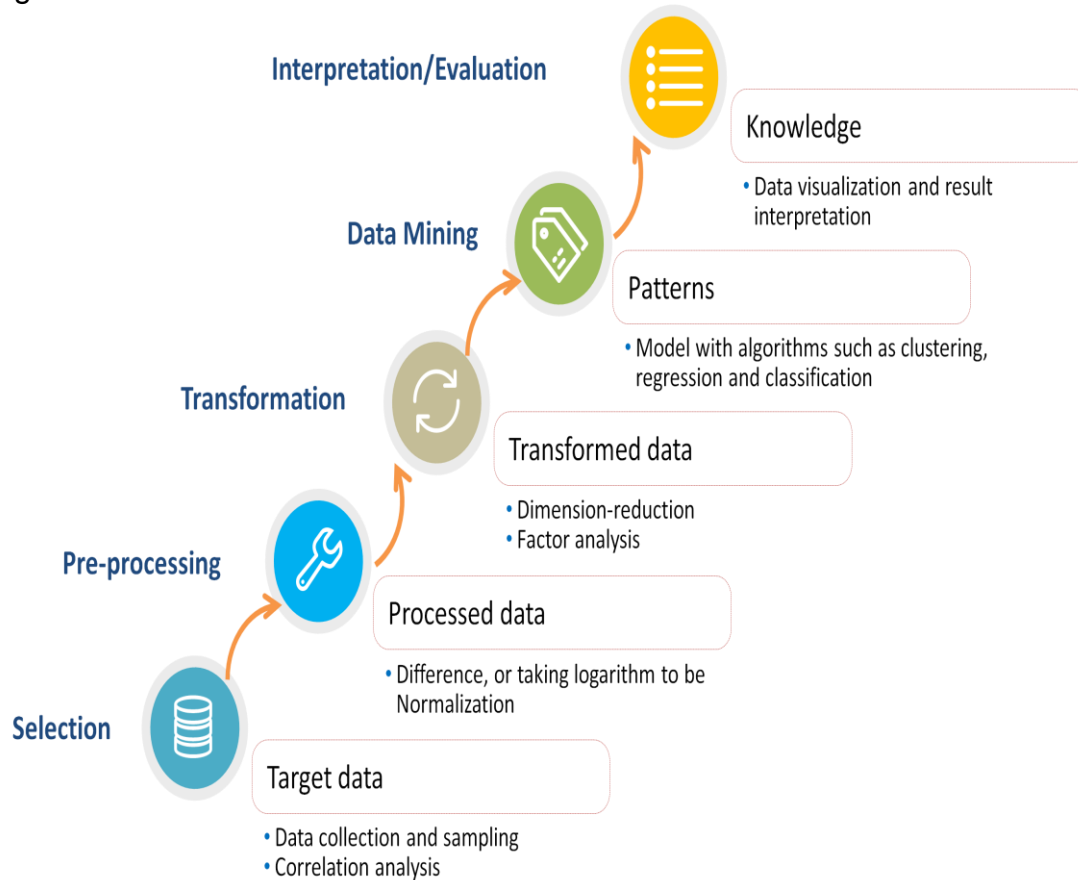 Interpretation/Evaluation
Knowledge
• Data visualization and result
interpretation
Data Mining
Patterns
• Model with algorithms such as clustering,
regression and classification
Transformation
Transformed data
• Dimension-reduction
• Factor analysis
Pre-processing
Processed data
• Difference, or taking logarithm to be
Normalization
Selection
Target data
• Data collection and sampling
• Correlation analysis